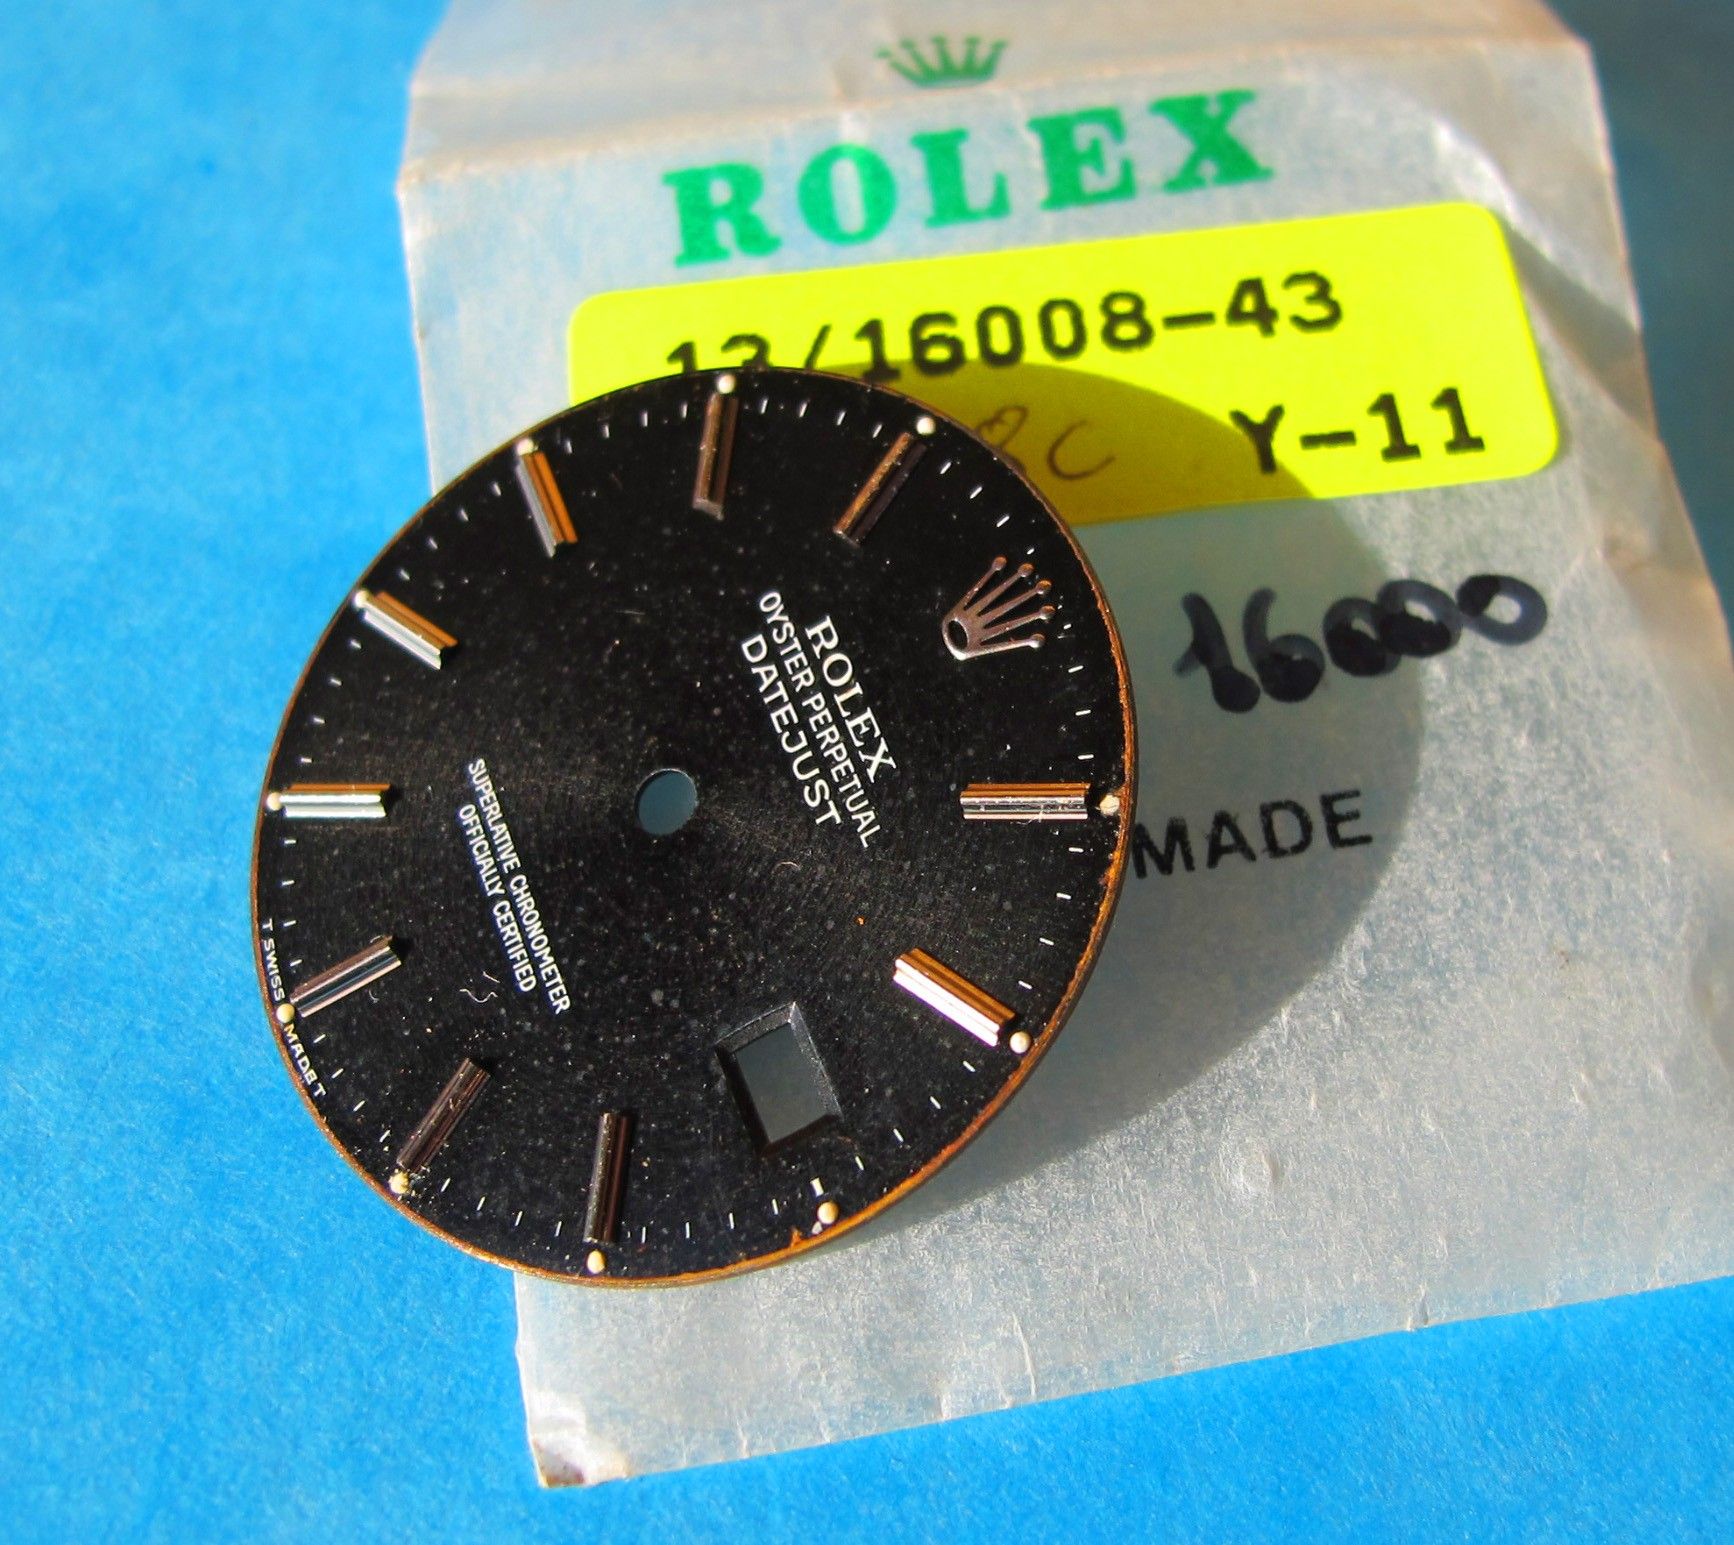 ROLEX
13/16008-43
Y-11
16000
MADE
ROLEX
OYSTER PERPETUAL
DATEJUST
SUPERLATIVE CHRONOMETER
OFFICIALLY CERTIFIED
T SWISS MADE T